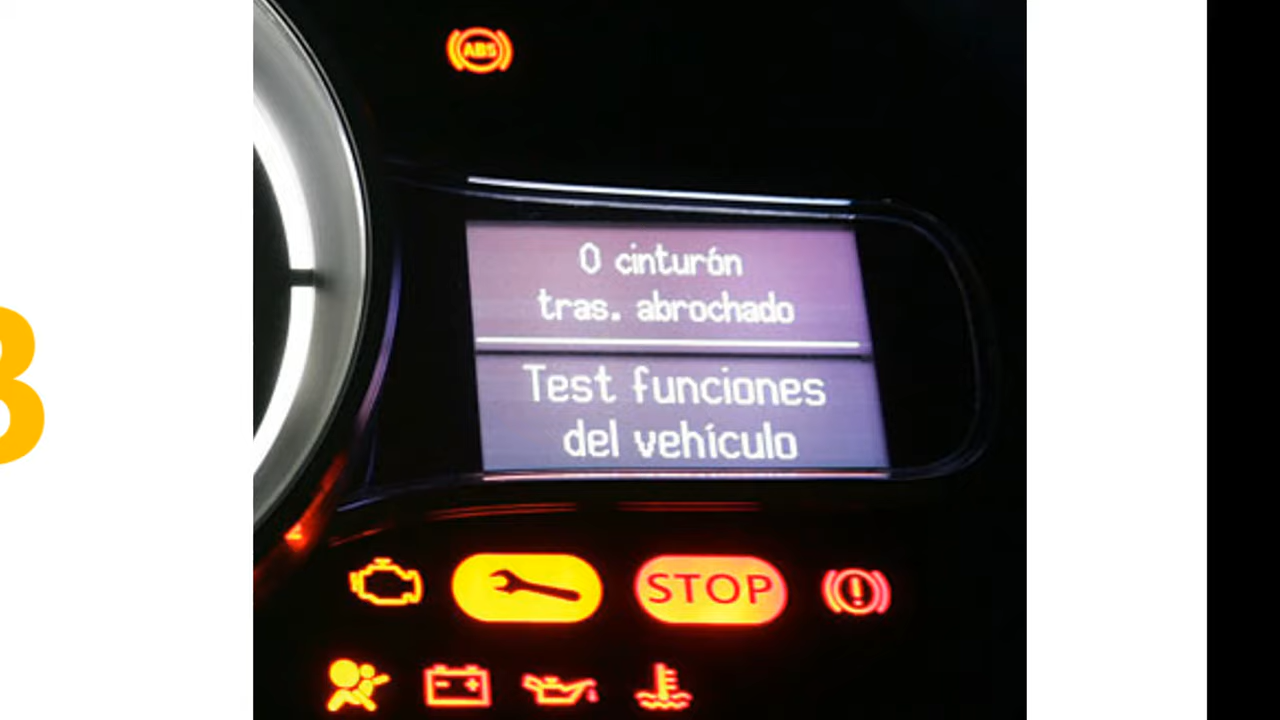 ABS
0 cinturón
tras. abrochado
Test funciones
del vehículo
STOP